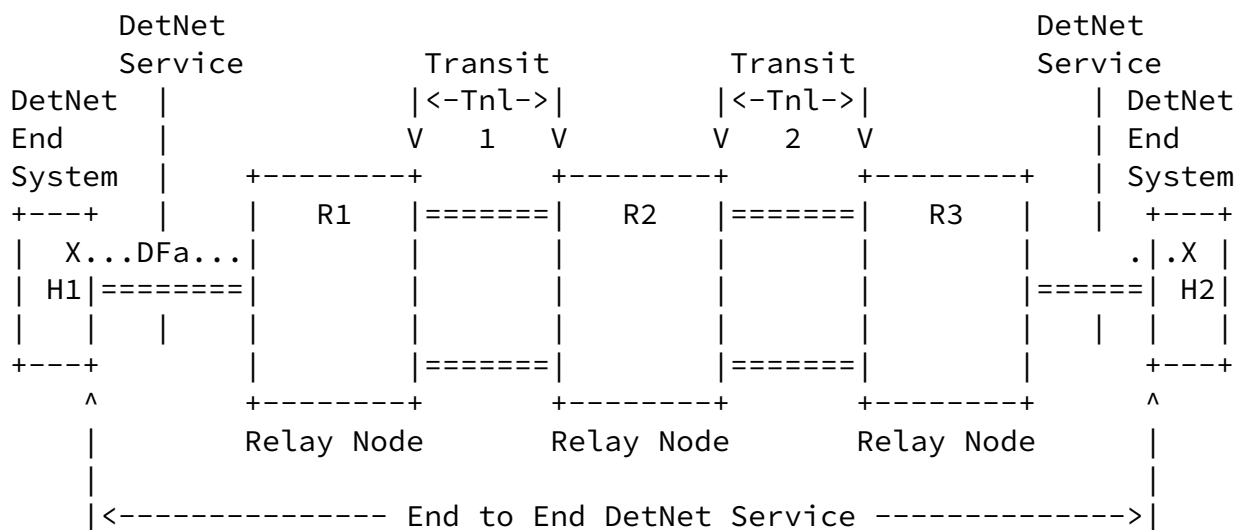 DetNet                                             DetNet
         Service          Transit          Transit          Service
DetNet  |             |<-Tnl->|        |<-Tnl->|             | DetNet
End     |             V   1   V        V   2   V             | End
System  |    +--------+       +--------+       +--------+    | System
+---+   |    |   R1   |=======|   R2   |=======|   R3   |    |  +---+
|  X...DFa...|        |       |        |       |        |     .|.X |
| H1|========|        |       |        |       |        |======| H2|
|   |   |    |        |       |        |       |        |   |  |   |
+---+        |        |=======|        |=======|        |      +---+
    ^        +--------+       +--------+       +--------+      ^
    |        Relay Node       Relay Node       Relay Node      |
    |                                                          |
    |<--------------- End to End DetNet Service -------------->|